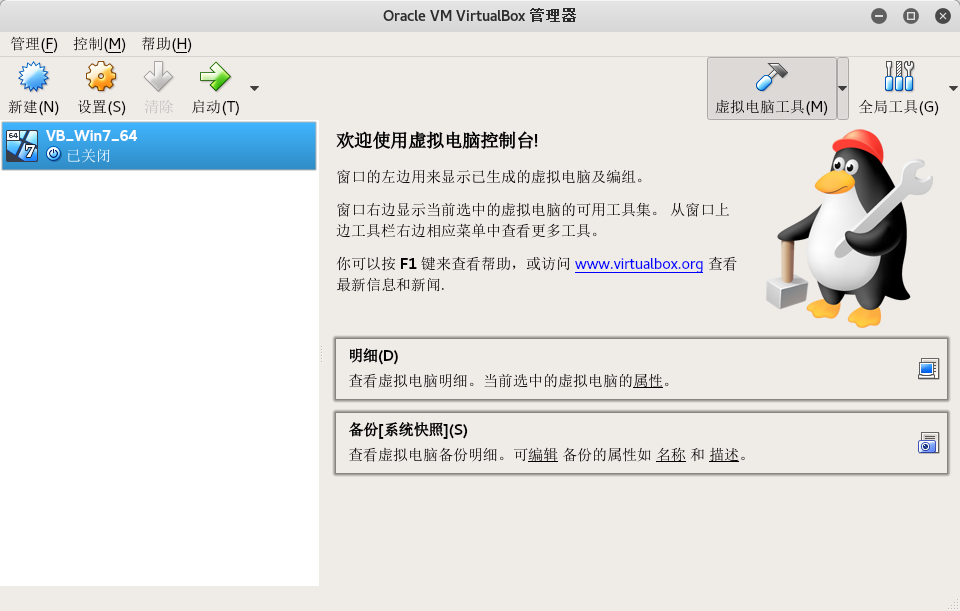 Oracle VM VirtualBox 管理器
管理(F) 控制(M) 帮助(H)
新建(N) 设置(S) 清除 启动(T) 虚拟电脑工具(M) 全局工具(G)
64 7 VB_Win7_64
已关闭
欢迎使用虚拟电脑控制台!
窗口的左边用来显示已生成的虚拟电脑及编组。
窗口右边显示当前选中的虚拟电脑的可用工具集。 从窗口上
边工具栏右边相应菜单中查看更多工具。
你可以按 F1 键来查看帮助，或访问 www.virtualbox.org 查看
最新信息和新闻.
明细(D)
查看虚拟电脑明细。当前选中的虚拟电脑的属性。
备份[系统快照](S)
查看虚拟电脑备份明细。可编辑 备份的属性如 名称 和 描述。